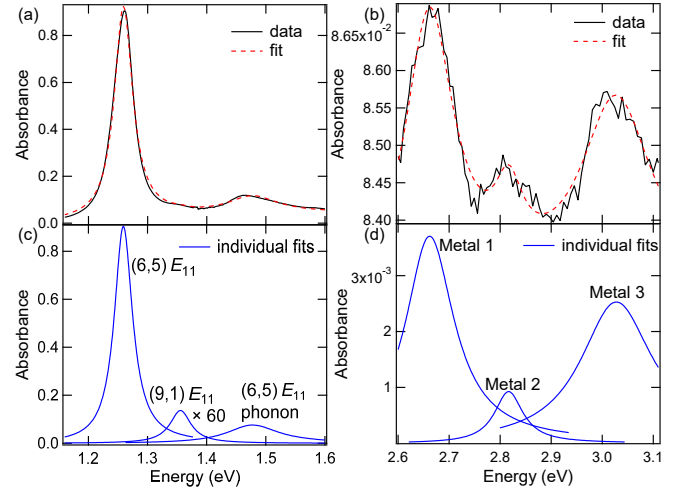 (a)
data
fit
0.8
0.6
0.4
0.2
0.0
Absorbance
(b)
data
fit
8.65x10⁻²
8.60
8.55
8.50
8.45
8.40
Absorbance
(c)
individual fits
(6,5) E₁₁
(9,1) E₁₁
× 60
(6,5) E₁₁
phonon
0.8
0.6
0.4
0.2
0.0
Absorbance
1.2 1.3 1.4 1.5 1.6
Energy (eV)
(d)
individual fits
Metal 1
Metal 2
Metal 3
3x10⁻³
2
1
Absorbance
2.6 2.7 2.8 2.9 3.0 3.1
Energy (eV)